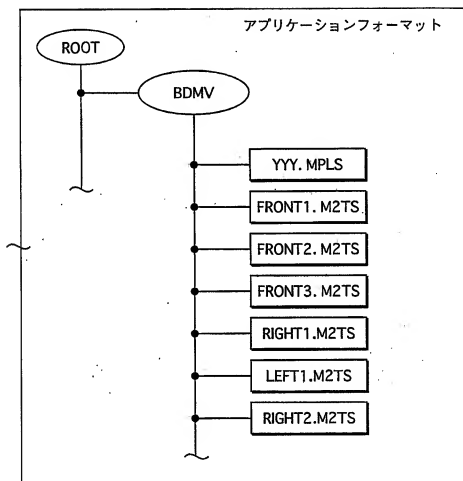 アプリケーションフォーマット
ROOT
BDMV
YYY. MPLS
FRONT1. M2TS
FRONT2. M2TS
FRONT3. M2TS
RIGHT1.M2TS
LEFT1.M2TS
RIGHT2.M2TS